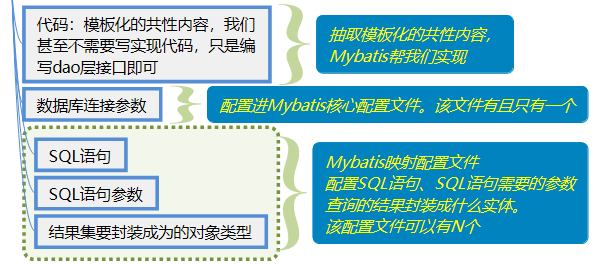 代码：模板化的共性内容，我们
甚至不需要写实现代码，只是编
写dao层接口即可
抽取模板化的共性内容，
Mybatis帮我们实现
数据库连接参数
配置进Mybatis核心配置文件。该文件有且只有一个
SQL语句
SQL语句参数
结果集要封装成为的对象类型
Mybatis映射配置文件
配置SQL语句、SQL语句需要的参数
查询的结果封装成什么实体。
该配置文件可以有N个